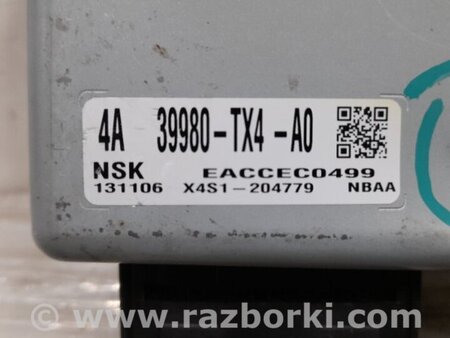 4A 39980-TX4-A0
NSK EACCEC0499
131106 X4S1-204779 NBAA
www.razborki.com